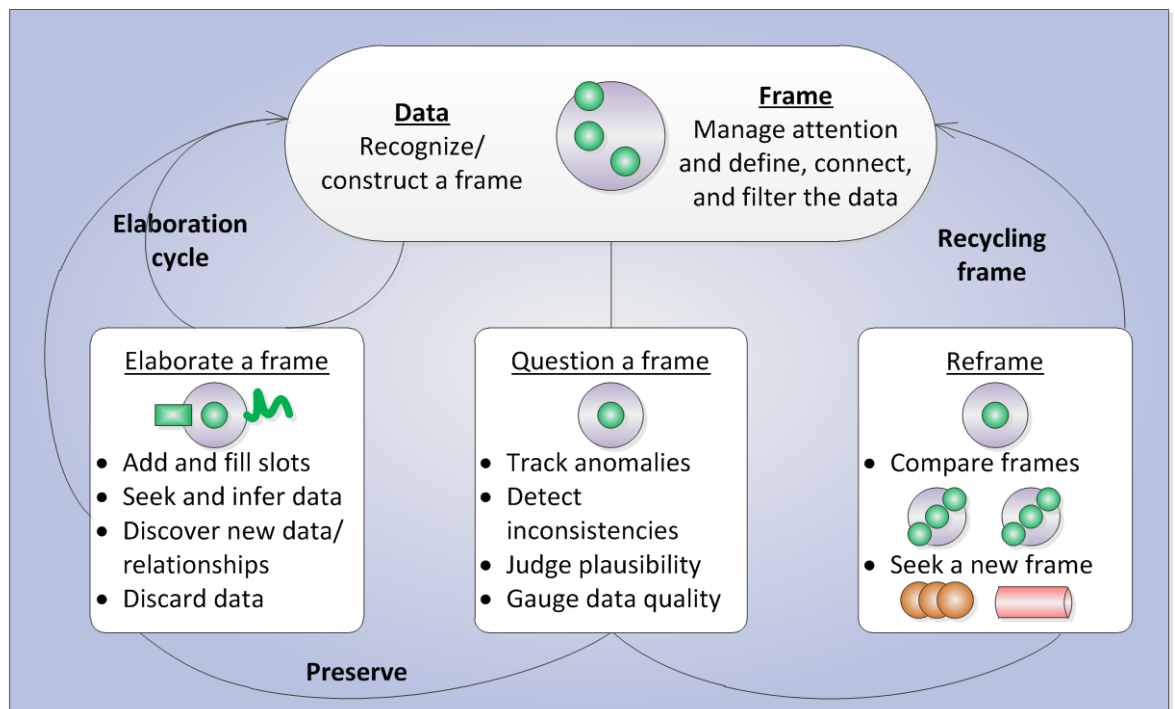 Data
Recognize/
construct a frame
Frame
Manage attention
and define, connect,
and filter the data
Elaboration
cycle
Recycling
frame
Elaborate a frame
• Add and fill slots
• Seek and infer data
• Discover new data/
relationships
• Discard data
Question a frame
• Track anomalies
• Detect
inconsistencies
• Judge plausibility
• Gauge data quality
Reframe
• Compare frames
• Seek a new frame
Preserve